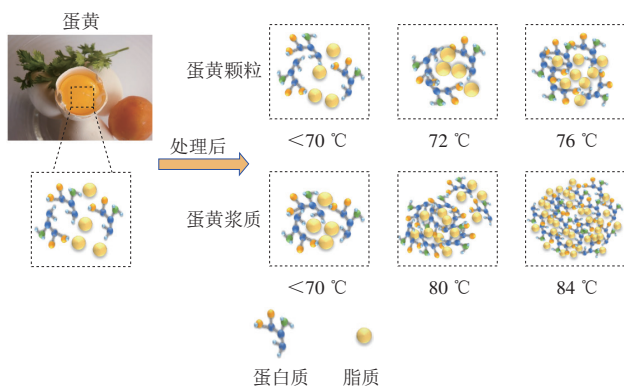 蛋黄
处理后
蛋黄颗粒
<70 ℃
72 ℃
76 ℃
蛋黄浆质
<70 ℃
80 ℃
84 ℃
蛋白质
脂质